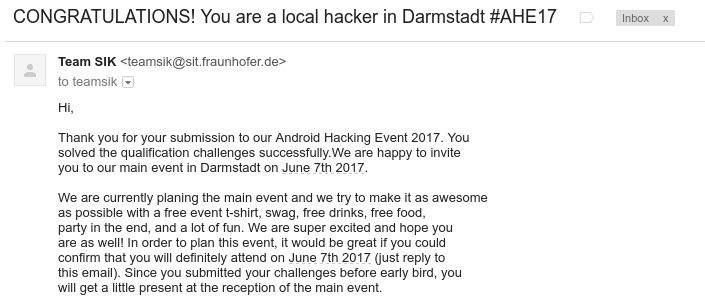 CONGRATULATIONS! You are a local hacker in Darmstadt #AHE17
Inbox x
Team SIK <teamsik@sit.fraunhofer.de>
to teamsik
Hi,
Thank you for your submission to our Android Hacking Event 2017. You
solved the qualification challenges successfully.We are happy to invite
you to our main event in Darmstadt on June 7th 2017.
We are currently planing the main event and we try to make it as awesome
as possible with a free event t-shirt, swag, free drinks, free food,
party in the end, and a lot of fun. We are super excited and hope you
are as well! In order to plan this event, it would be great if you could
confirm that you will definitely attend on June 7th 2017 (just reply to
this email). Since you submitted your challenges before early bird, you
will get a little present at the reception of the main event.